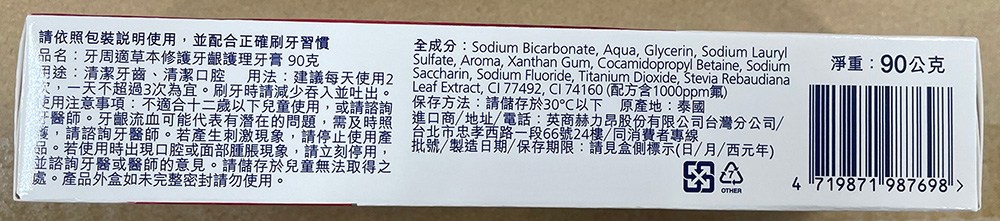 請依照包裝說明使用，並配合正確刷牙習慣
品名：牙周適草本修護牙齦護理牙膏 90克
用途：清潔牙齒、清潔口腔　用法：建議每天使用2
次，一天不超過3次為宜。刷牙時請減少吞入並吐出。
使用注意事項：不適合十二歲以下兒童使用，或請諮詢
牙醫師。牙齦流血可能代表有潛在的問題，需及時照
護，請諮詢牙醫師。若產生刺激現象，請停止使用產
品。若使用時出現口腔或面部腫脹現象，請立刻停用，
並諮詢牙醫或醫師的意見。請儲存於兒童無法取得之
處。產品外盒如未完整密封請勿使用。
全成分：Sodium Bicarbonate, Aqua, Glycerin, Sodium Lauryl
Sulfate, Aroma, Xanthan Gum, Cocamidopropyl Betaine, Sodium
Saccharin, Sodium Fluoride, Titanium Dioxide, Stevia Rebaudiana
Leaf Extract, CI 77492, CI 74160 (配方含1000ppm氟)
保存方法：請儲存於30°C以下　原產地：泰國
進口商/地址/電話：英商赫力昂股份有限公司台灣分公司/
台北市忠孝西路一段66號24樓/同消費者專線
批號/製造日期/保存期限：請見盒側標示(日/月/西元年)
淨重：90公克
OTHER
4 719871 987698 >